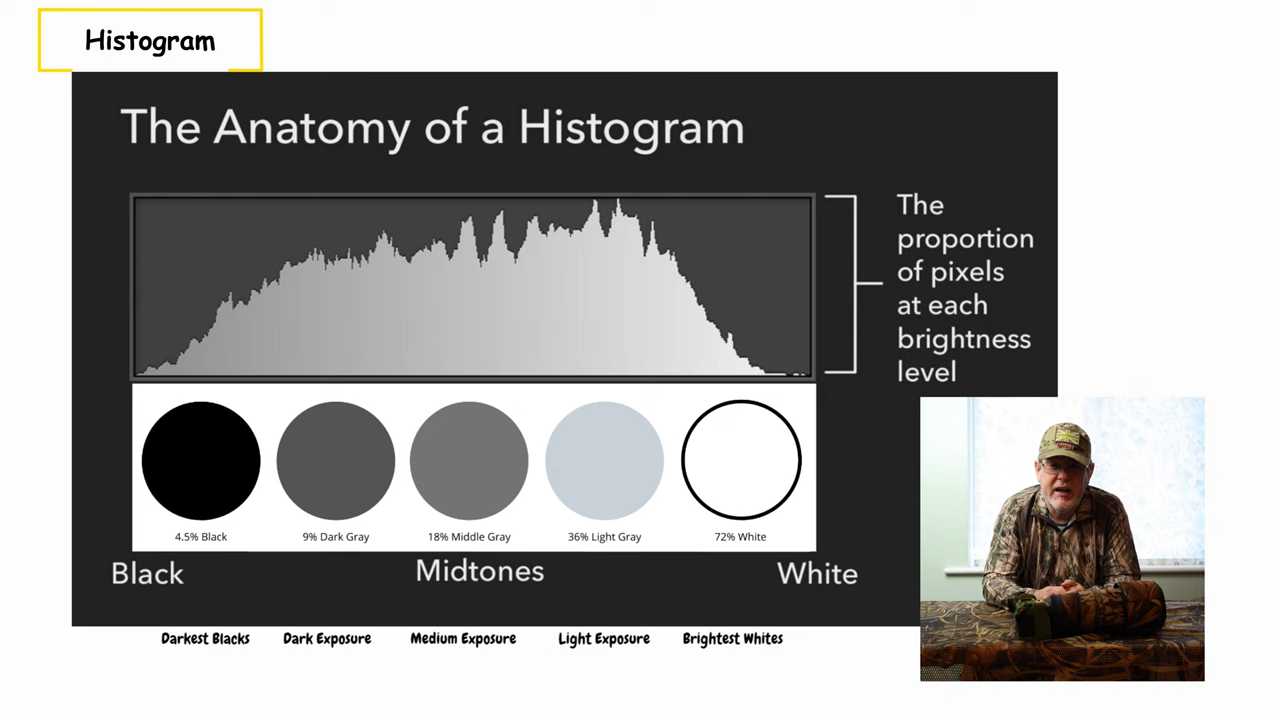 Histogram
The Anatomy of a Histogram
The
proportion
of pixels
at each
brightness
level
4.5% Black
9% Dark Gray
18% Middle Gray
36% Light Gray
72% White
Black
Midtones
White
Darkest Blacks
Dark Exposure
Medium Exposure
Light Exposure
Brightest Whites